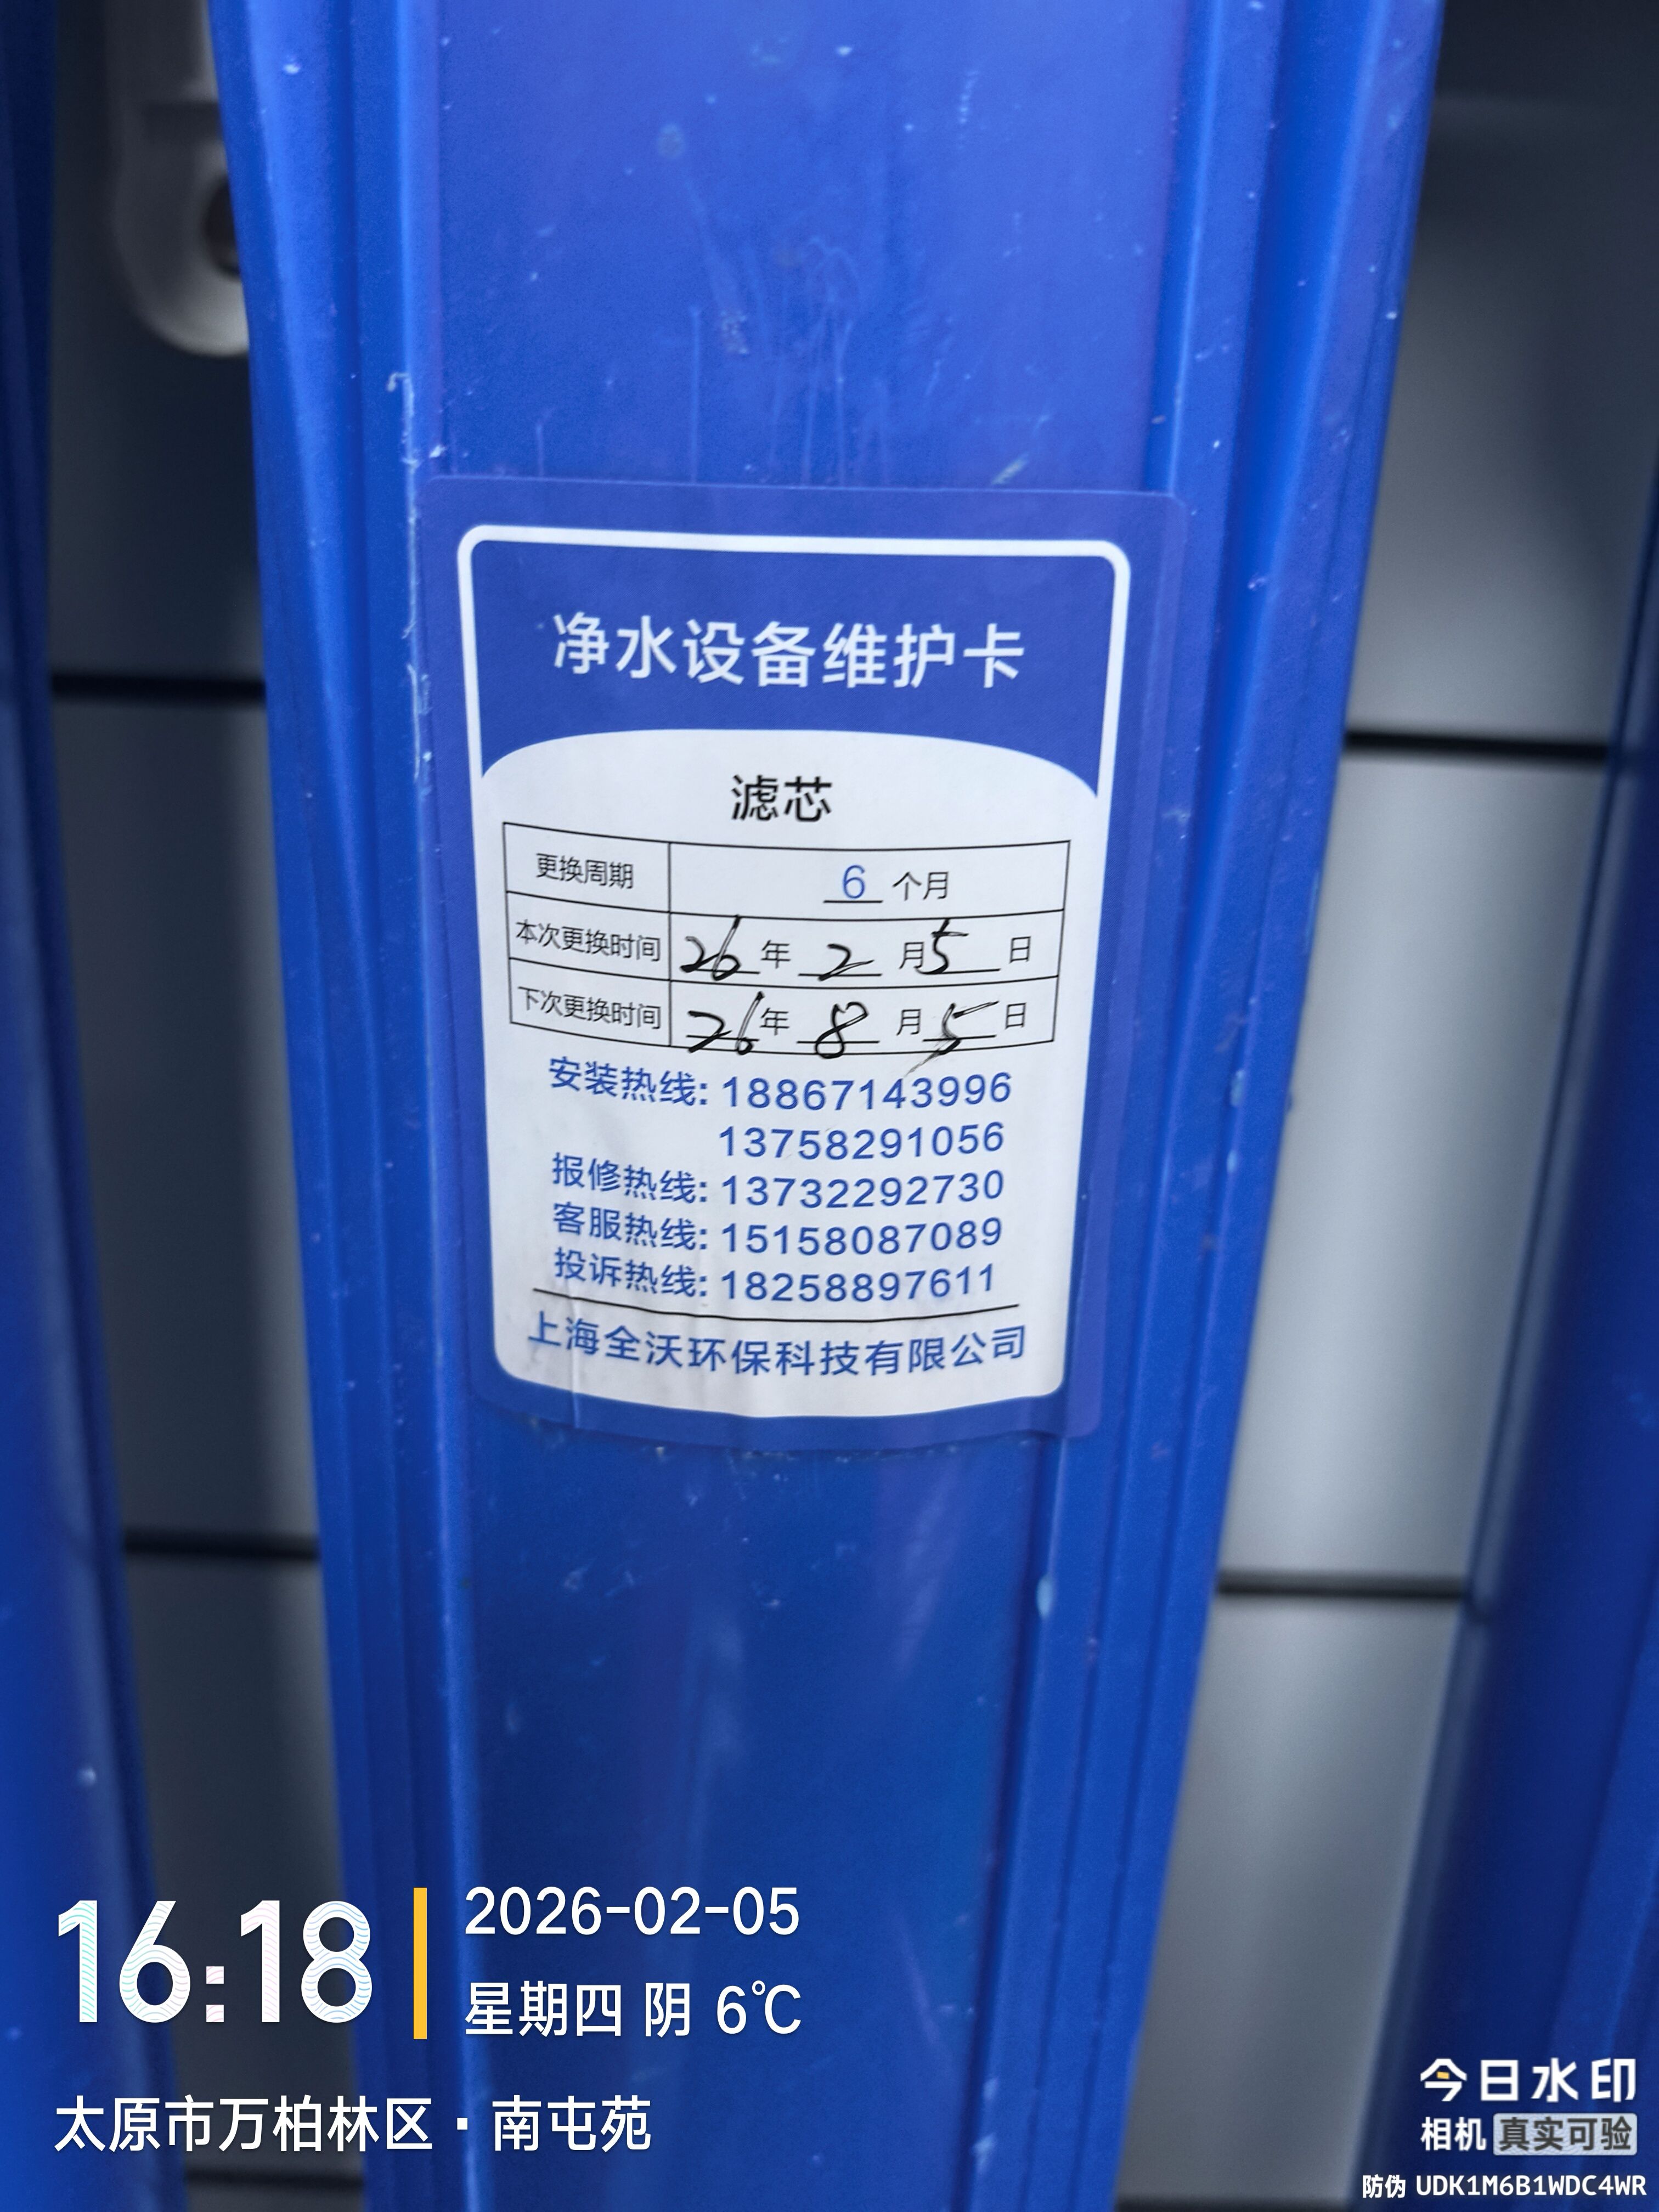 净水设备维护卡
滤芯
更换周期 6 个月
本次更换时间 26 年 2 月 5 日
下次更换时间 26 年 8 月 5 日
安装热线: 18867143996
13758291056
报修热线: 13732292730
客服热线: 15158087089
投诉热线: 18258897611
上海全沃环保科技有限公司
16:18
2026-02-05
星期四 阴 6℃
太原市万柏林区·南屯苑
今日水印
相机 真实可验
防伪 UDK1M6B1WDC4WR